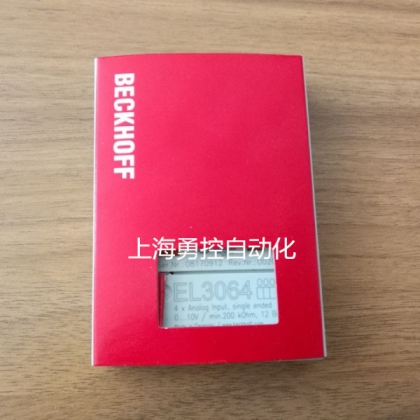 BECKHOFF
上海勇控自动化
EL3064
4 x Analog Input, single ended
0...10V / min.200 kOhm, 12 Bit